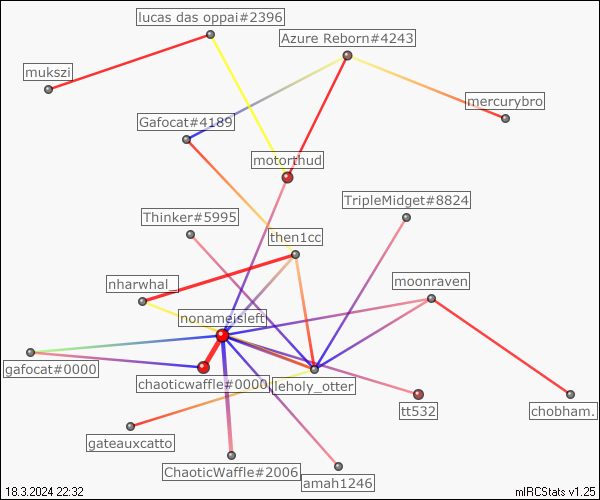 lucas das oppai#2396
Azure Reborn#4243
mukszi
mercurybro
Gafocat#4189
motorthud
TripleMidget#8824
Thinker#5995
then1cc
nharwhal_
moonraven
nonameisleft
gafocat#0000
chaoticwaffle#0000
leholy_otter
tt532
chobham.
gateauxcatto
ChaoticWaffle#2006
amah1246
18.3.2024 22:32
mIRCStats v1.25